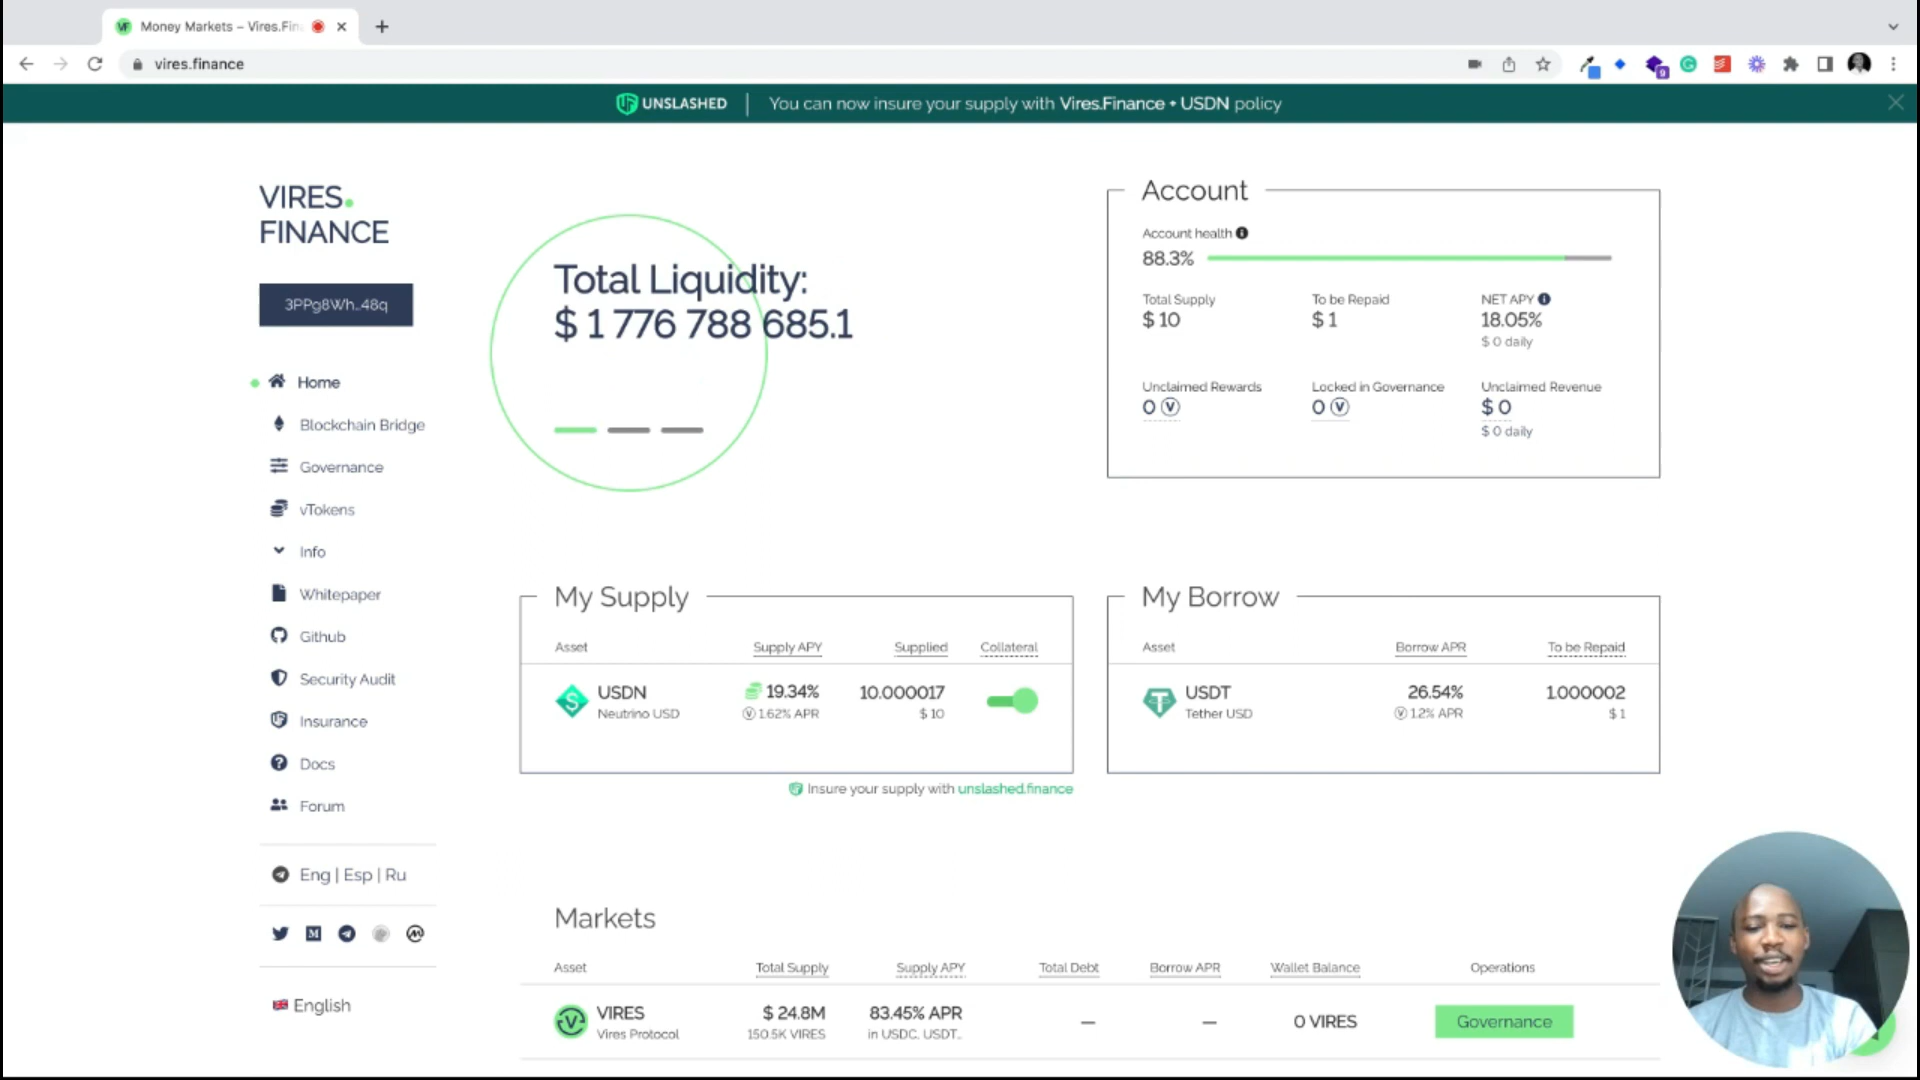 Money Markets – Vires.Fin
vires.finance
9
UNSLASHED | You can now insure your supply with Vires.Finance + USDN policy
VIRES.
FINANCE
3PPg8Wh...48q
Home
Blockchain Bridge
Governance
vTokens
Info
Whitepaper
Github
Security Audit
Insurance
Docs
Forum
Eng | Esp | Ru
English
Total Liquidity:
$ 1 776 788 685.1
Account
Account health
88.3%
Total Supply To be Repaid NET APY
$ 10 $ 1 18.05%
$ 0 daily
Unclaimed Rewards Locked in Governance Unclaimed Revenue
0 0 $ 0
$ 0 daily
My Supply
Asset Supply APY Supplied Collateral
USDN 19.34% 10.000017
Neutrino USD 1.62% APR $ 10
Insure your supply with unslashed.finance
My Borrow
Asset Borrow APR To be Repaid
USDT 26.54% 1.000002
Tether USD 1.2% APR $ 1
Markets
Asset Total Supply Supply APY Total Debt Borrow APR Wallet Balance Operations
VIRES $ 24.8M 83.45% APR — — 0 VIRES Governance
Vires Protocol 150.5K VIRES in USDC, USDT...